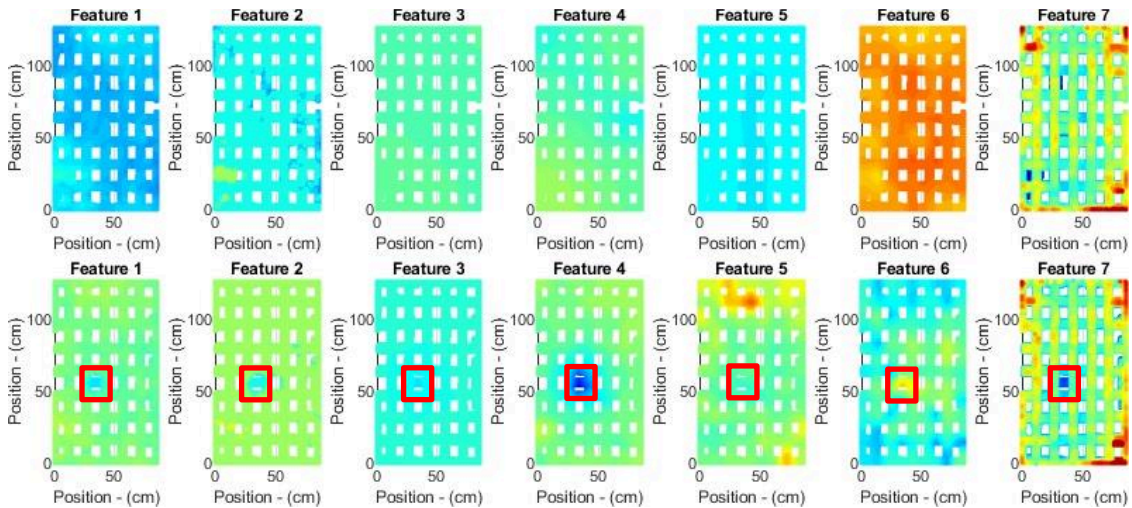 Feature 1 Feature 2 Feature 3 Feature 4 Feature 5 Feature 6 Feature 7
Position - (cm) Position - (cm) Position - (cm) Position - (cm) Position - (cm) Position - (cm) Position - (cm)
100 100 100 100 100 100 100
50 50 50 50 50 50 50
0 0 0 0 0 0 0
0 50 0 50 0 50 0 50 0 50 0 50 0 50
Position - (cm) Position - (cm) Position - (cm) Position - (cm) Position - (cm) Position - (cm) Position - (cm)
Feature 1 Feature 2 Feature 3 Feature 4 Feature 5 Feature 6 Feature 7
Position - (cm) Position - (cm) Position - (cm) Position - (cm) Position - (cm) Position - (cm) Position - (cm)
100 100 100 100 100 100 100
50 50 50 50 50 50 50
0 0 0 0 0 0 0
0 50 0 50 0 50 0 50 0 50 0 50 0 50
Position - (cm) Position - (cm) Position - (cm) Position - (cm) Position - (cm) Position - (cm) Position - (cm)